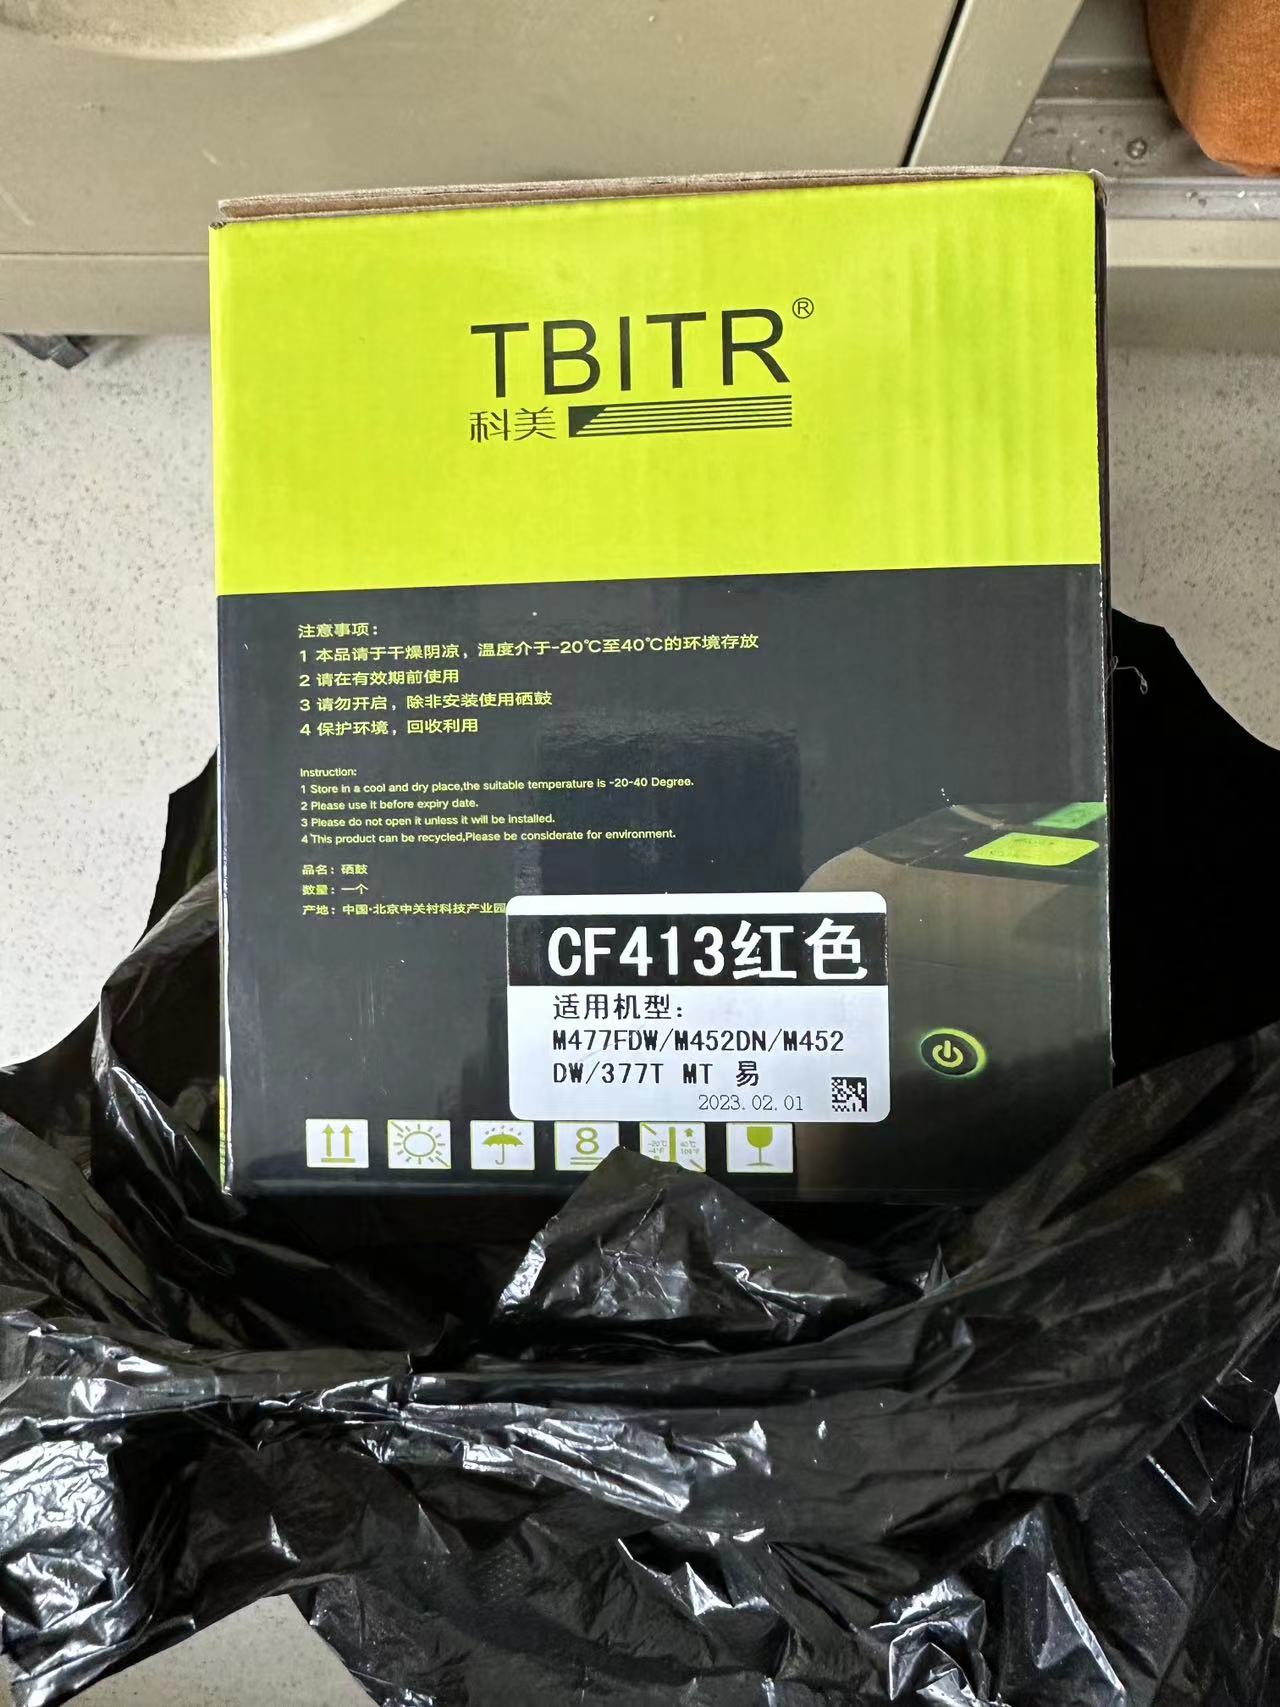 TBITR®
科美
注意事项：
1 本品请于干燥阴凉，温度介于-20℃至40℃的环境存放
2 请在有效期前使用
3 请勿开启，除非安装使用硒鼓
4 保护环境，回收利用
Instruction:
1 Store in a cool and dry place,the suitable temperature is -20-40 Degree.
2 Please use it before expiry date.
3 Please do not open it unless it will be installed.
4 This product can be recycled,Please be considerate for environment.
品名：硒鼓
数量：一个
产地：中国·北京中关村科技产业园
CF413红色
适用机型：
M477FDW/M452DN/M452
DW/377T MT 易
2023.02.01
8
-20℃ 40℃
-4°F 104°F